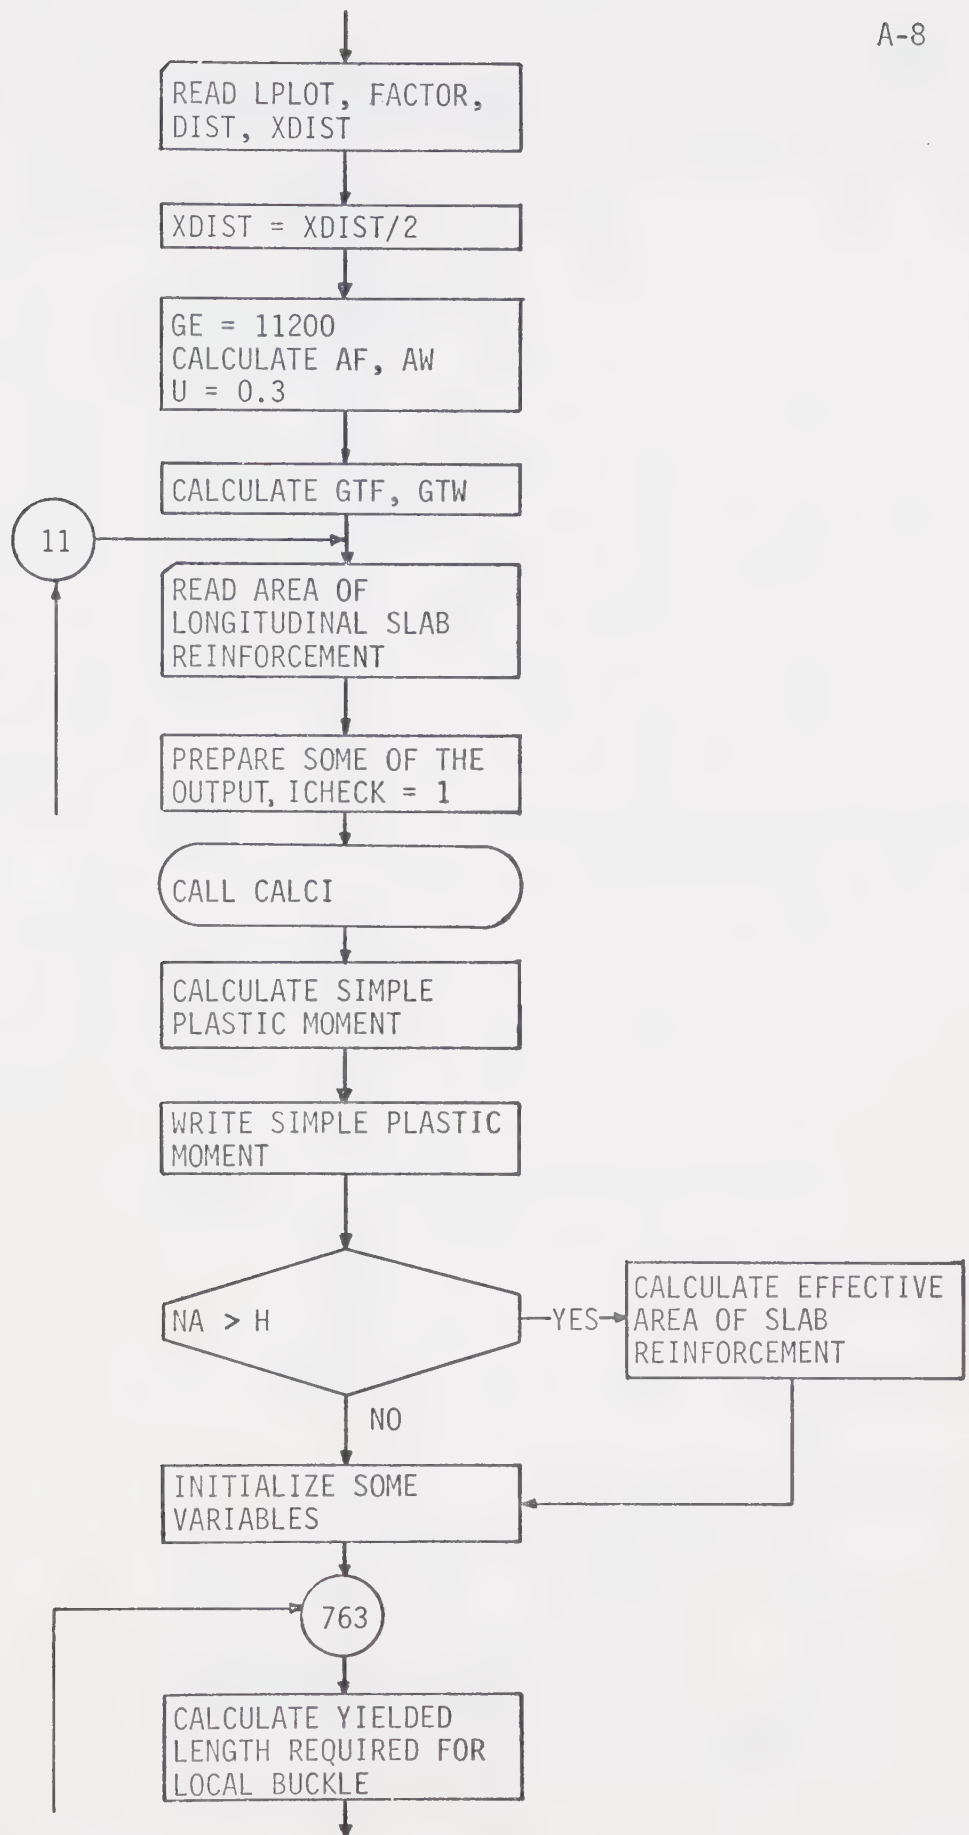 A-8
READ LPLOT, FACTOR,
DIST, XDIST
XDIST = XDIST/2
GE = 11200
CALCULATE AF, AW
U = 0.3
CALCULATE GTF, GTW
11
READ AREA OF
LONGITUDINAL SLAB
REINFORCEMENT
PREPARE SOME OF THE
OUTPUT, ICHECK = 1
CALL CALCI
CALCULATE SIMPLE
PLASTIC MOMENT
WRITE SIMPLE PLASTIC
MOMENT
NA > H
YES
CALCULATE EFFECTIVE
AREA OF SLAB
REINFORCEMENT
NO
INITIALIZE SOME
VARIABLES
763
CALCULATE YIELDED
LENGTH REQUIRED FOR
LOCAL BUCKLE